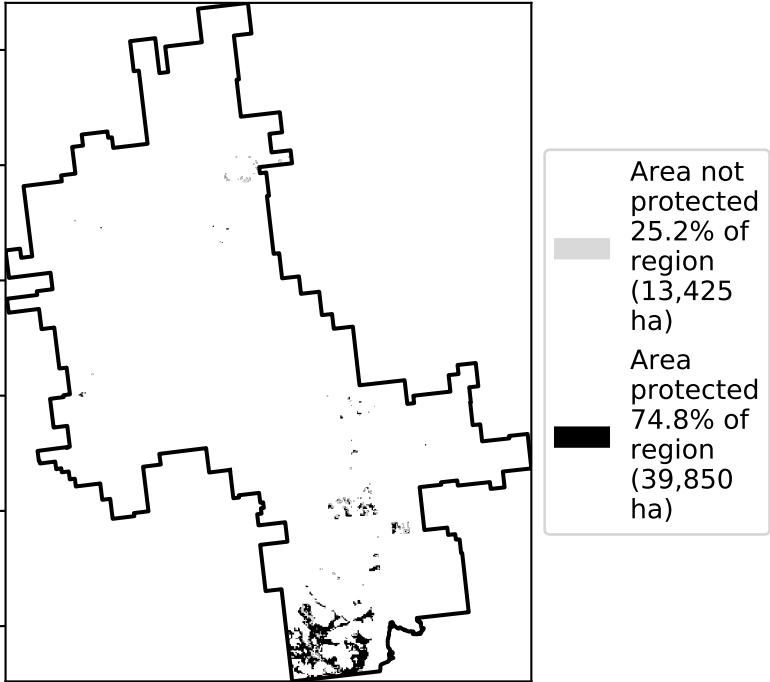 Area not
protected
25.2% of
region
(13,425
ha)
Area
protected
74.8% of
region
(39,850
ha)